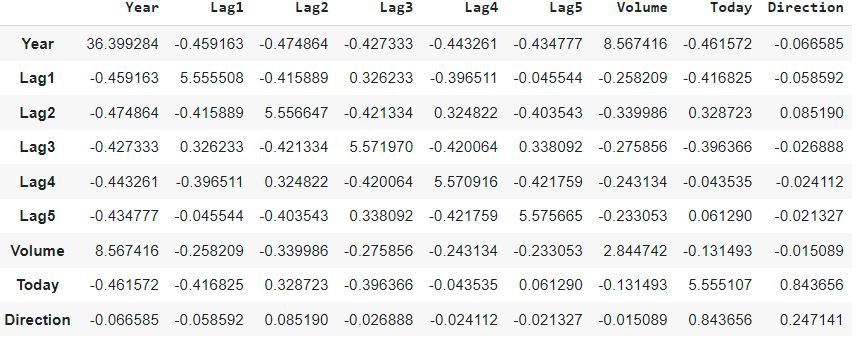 Year Lag1 Lag2 Lag3 Lag4 Lag5 Volume Today Direction
Year 36.399284 -0.459163 -0.474864 -0.427333 -0.443261 -0.434777 8.567416 -0.461572 -0.066585
Lag1 -0.459163 5.555508 -0.415889 0.326233 -0.396511 -0.045544 -0.258209 -0.416825 -0.058592
Lag2 -0.474864 -0.415889 5.556647 -0.421334 0.324822 -0.403543 -0.339986 0.328723 0.085190
Lag3 -0.427333 0.326233 -0.421334 5.571970 -0.420064 0.338092 -0.275856 -0.396366 -0.026888
Lag4 -0.443261 -0.396511 0.324822 -0.420064 5.570916 -0.421759 -0.243134 -0.043535 -0.024112
Lag5 -0.434777 -0.045544 -0.403543 0.338092 -0.421759 5.575665 -0.233053 0.061290 -0.021327
Volume 8.567416 -0.258209 -0.339986 -0.275856 -0.243134 -0.233053 2.844742 -0.131493 -0.015089
Today -0.461572 -0.416825 0.328723 -0.396366 -0.043535 0.061290 -0.131493 5.555107 0.843656
Direction -0.066585 -0.058592 0.085190 -0.026888 -0.024112 -0.021327 -0.015089 0.843656 0.247141